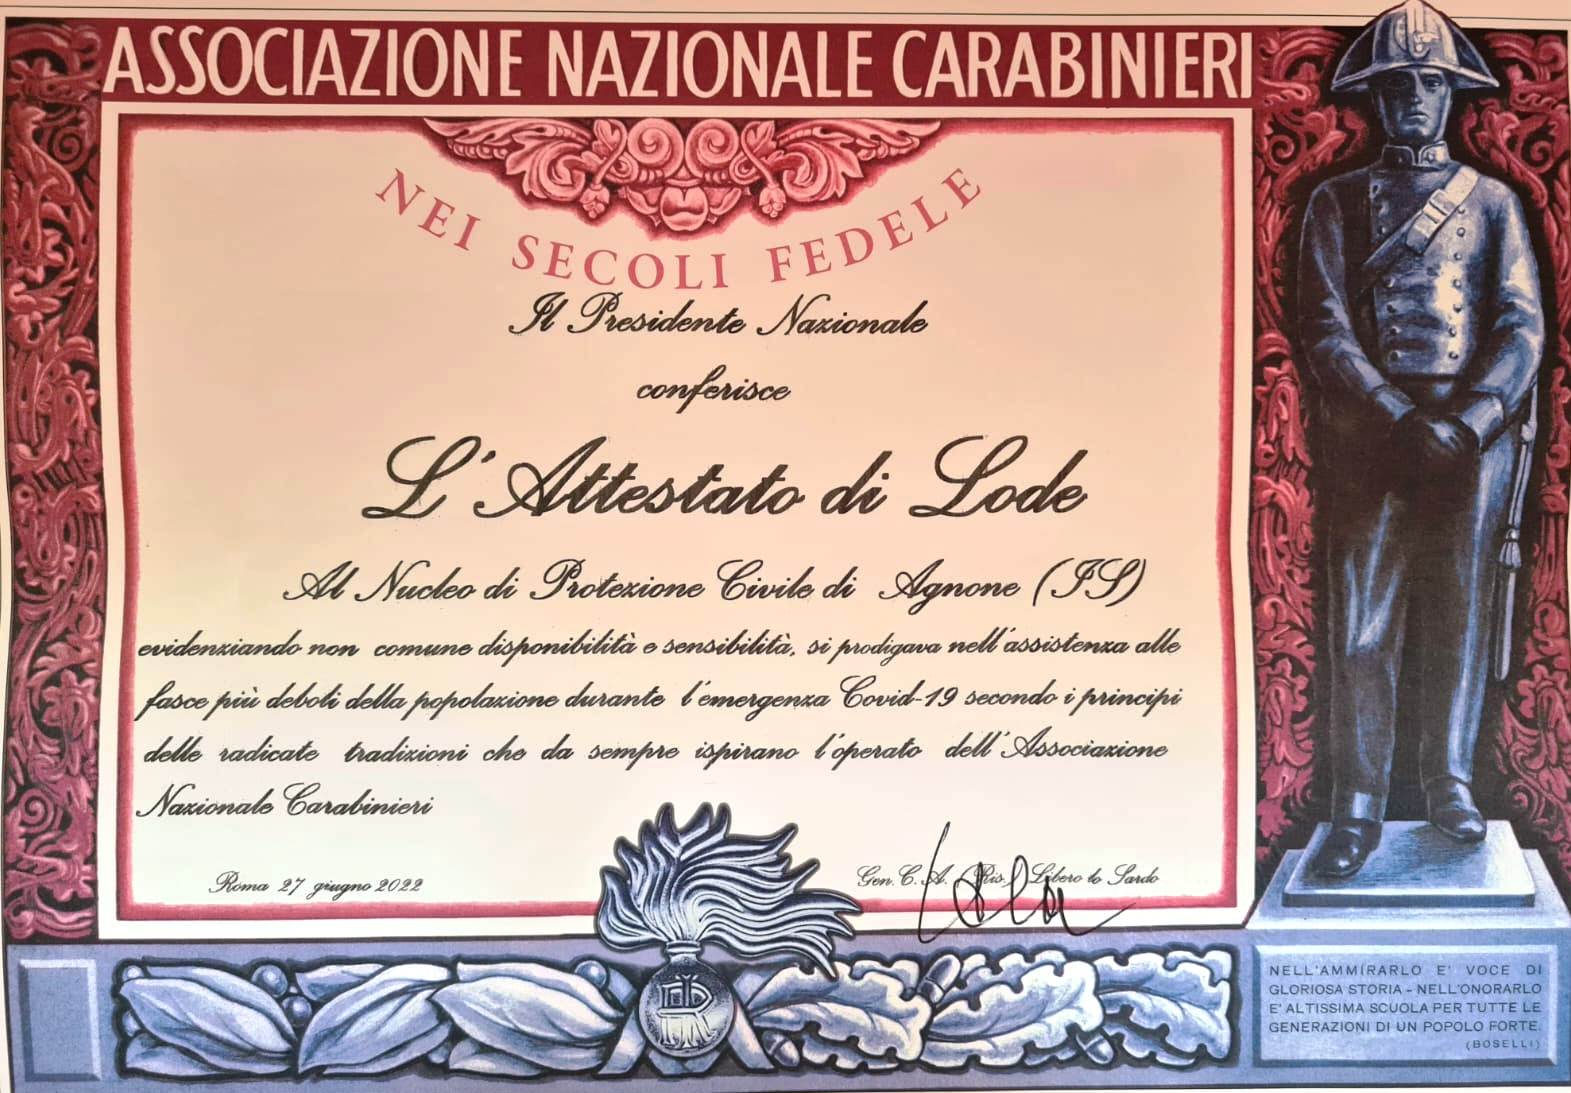 ASSOCIAZIONE NAZIONALE CARABINIERI
NEI SECOLI FEDELE
Il Presidente Nazionale
conferisce
L'Attestato di Lode
Al Nucleo di Protezione Civile di Agnone (IS)
evidenziando non comune disponibilità e sensibilità, si prodigava nell'assistenza alle
fasce più deboli della popolazione durante l'emergenza Covid-19 secondo i principi
delle radicate tradizioni che da sempre ispirano l'operato dell'Associazione
Nazionale Carabinieri
Roma 27 giugno 2022
Gen. C. A. (Ris.) Libero lo Sardo
NELL'AMMIRARLO E' VOCE DI
GLORIOSA STORIA - NELL'ONORARLO
E' ALTISSIMA SCUOLA PER TUTTE LE
GENERAZIONI DI UN POPOLO FORTE.
(BOSELLI)